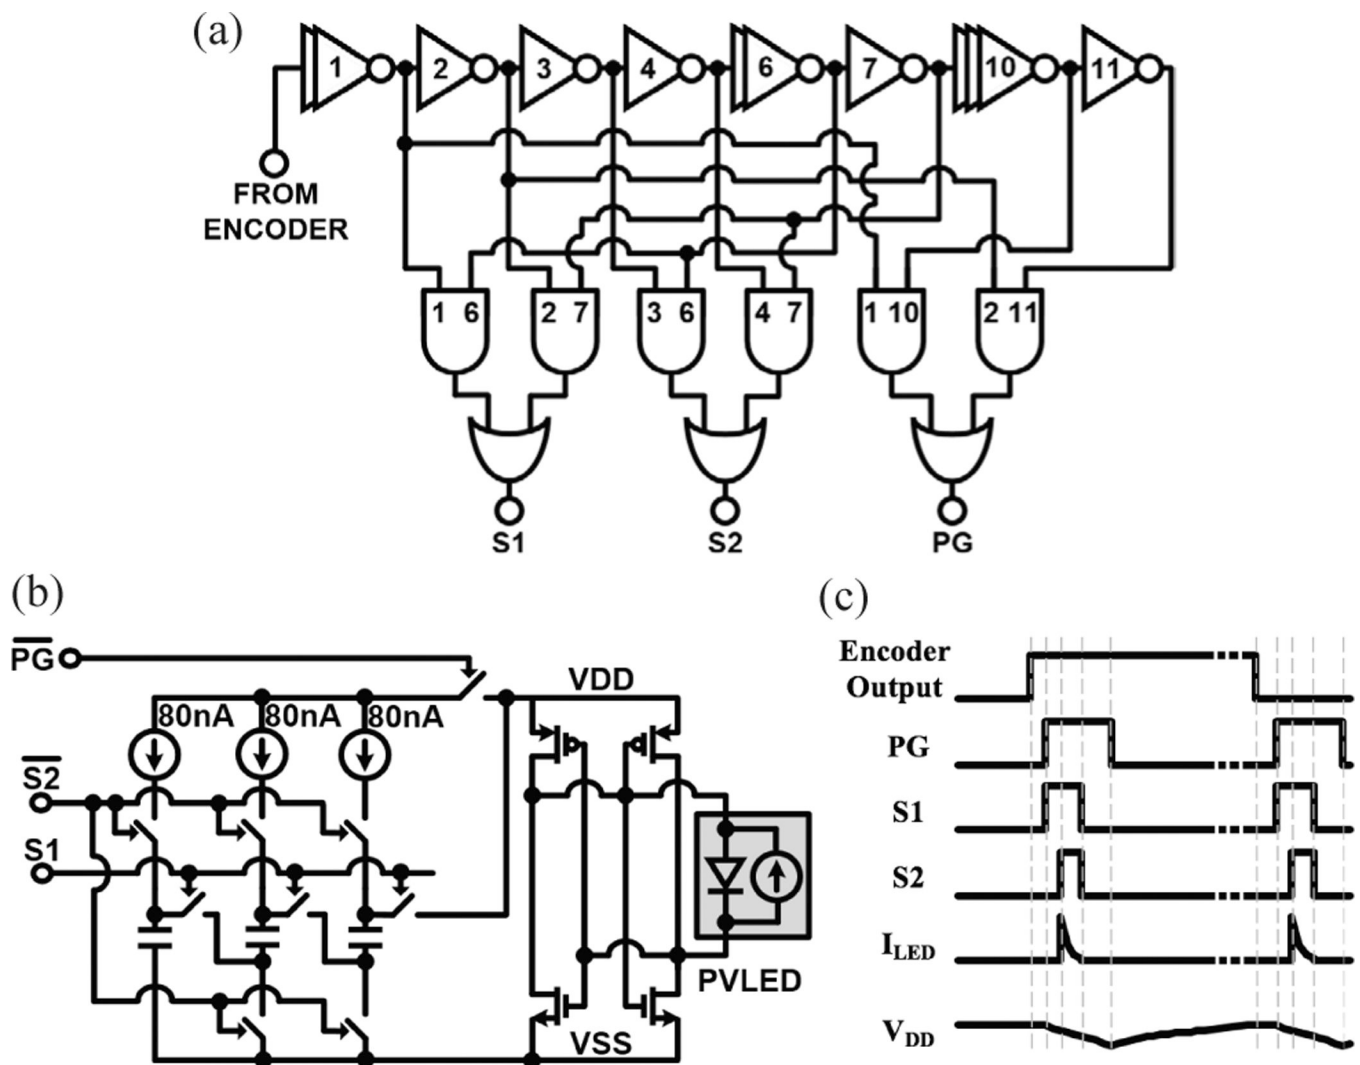 (a)
1 2 3 4 6 7 10 11
FROM
ENCODER
1 6 2 7 3 6 4 7 1 10 2 11
S1 S2 PG
(b)
PG
VDD
80nA 80nA 80nA
S2
S1
PVLED
VSS
(c)
Encoder
Output
PG
S1
S2
ILED
VDD